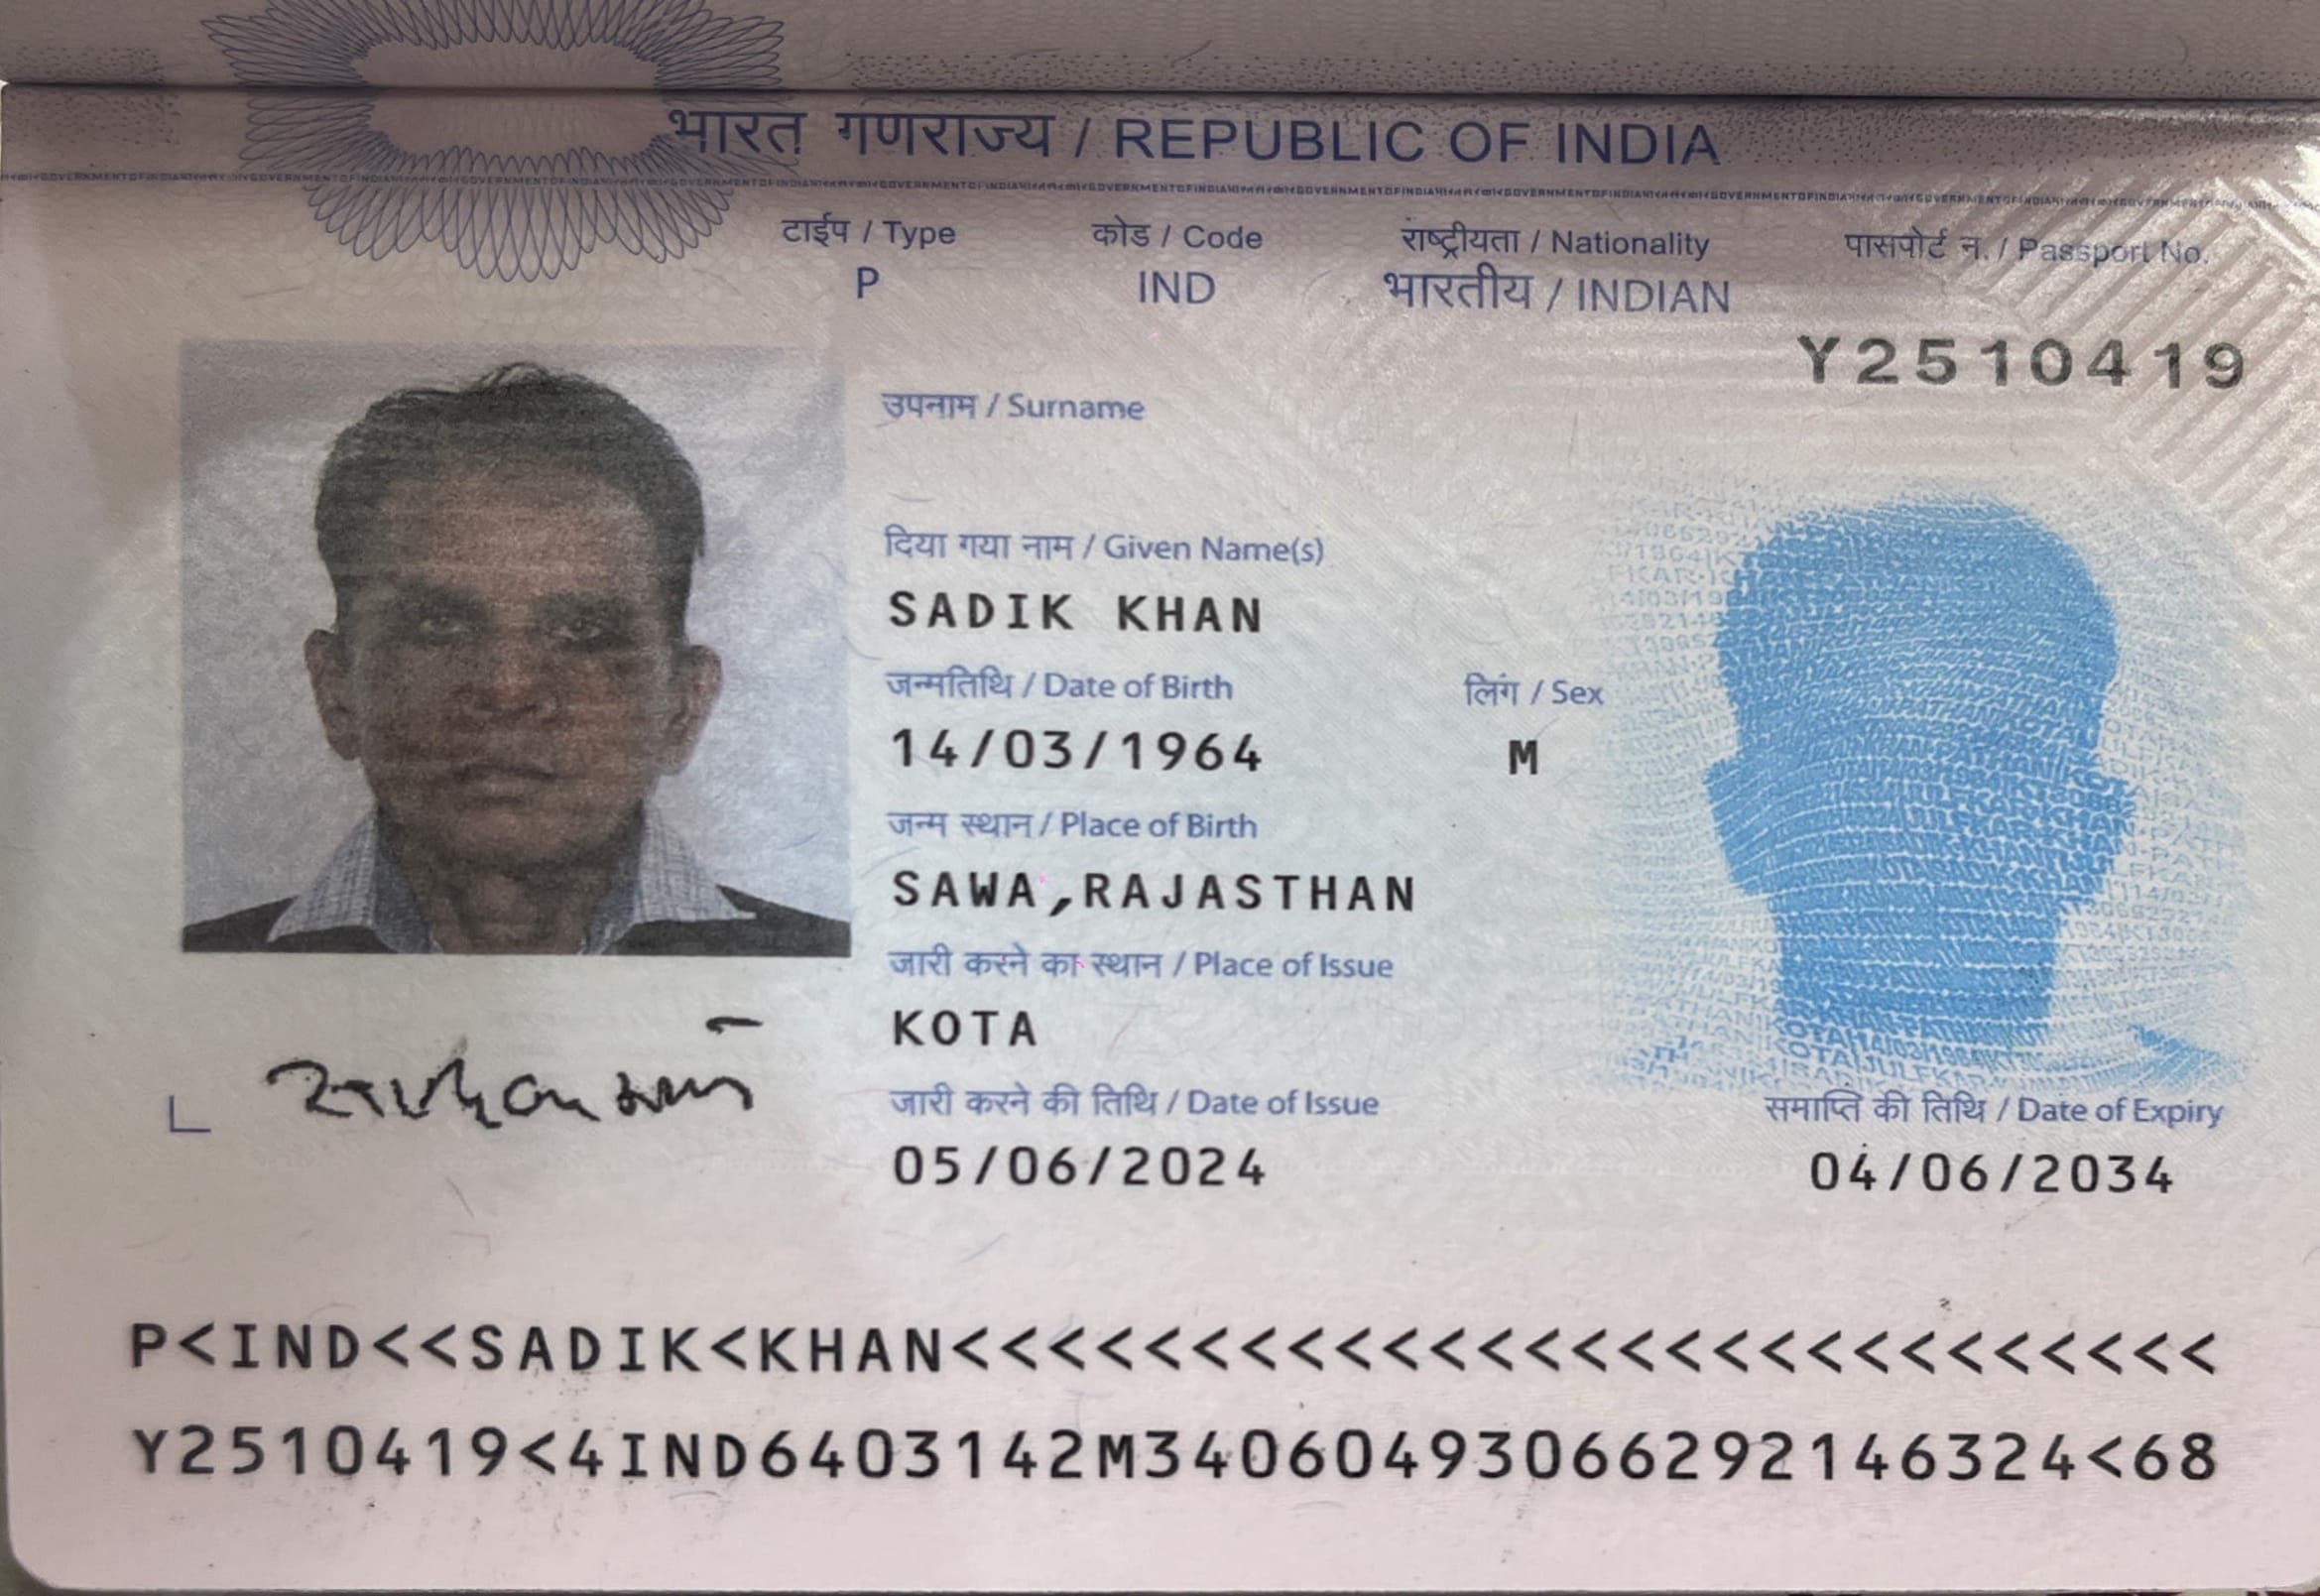 भारत गणराज्य / REPUBLIC OF INDIA
टाईप / Type कोड / Code राष्ट्रीयता / Nationality पासपोर्ट न. / Passport No.
P IND भारतीय / INDIAN
Y2510419
उपनाम / Surname
दिया गया नाम / Given Name(s)
SADIK KHAN
जन्मतिथि / Date of Birth लिंग / Sex
14/03/1964 M
जन्म स्थान / Place of Birth
SAWA,RAJASTHAN
जारी करने का स्थान / Place of Issue
KOTA
जारी करने की तिथि / Date of Issue समाप्ति की तिथि / Date of Expiry
05/06/2024 04/06/2034
P<IND<<SADIK<KHAN<<<<<<<<<<<<<<<<<<<<<<<<<<<
Y2510419<4IND6403142M34060493066292146324<68